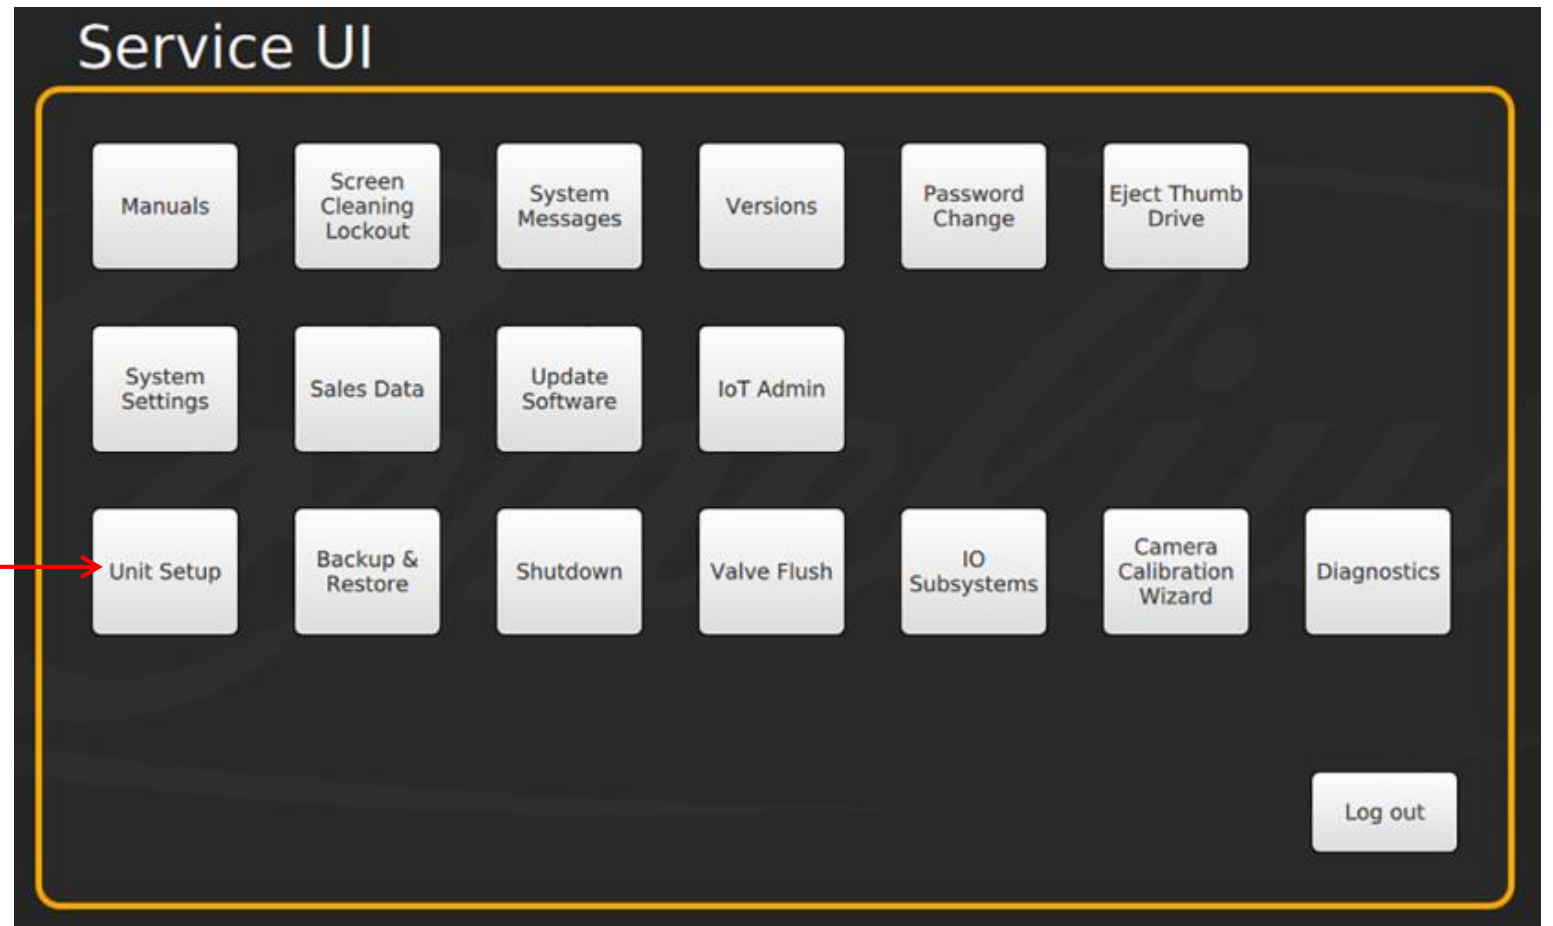 Service UI
Manuals
Screen
Cleaning
Lockout
System
Messages
Versions
Password
Change
Eject Thumb
Drive
System
Settings
Sales Data
Update
Software
IoT Admin
Unit Setup
Backup &
Restore
Shutdown
Valve Flush
IO
Subsystems
Camera
Calibration
Wizard
Diagnostics
Log out